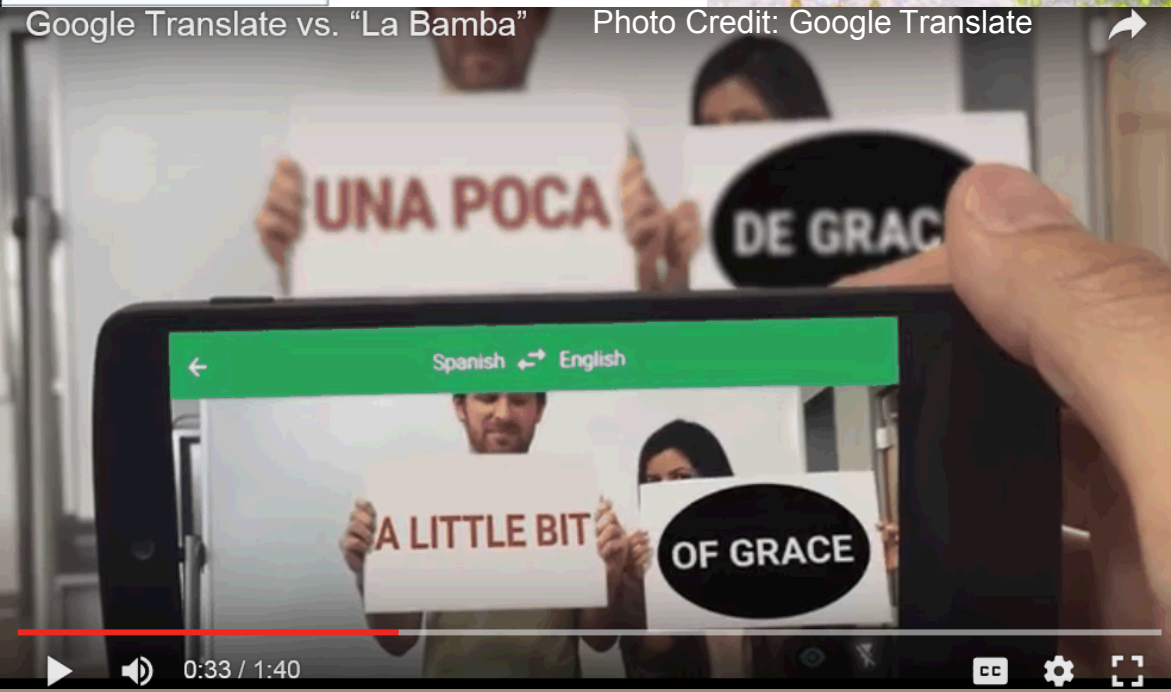 Google Translate vs. “La Bamba”
Photo Credit: Google Translate
UNA POCA
DE GRAC
Spanish English
A LITTLE BIT
OF GRACE
0:33 / 1:40
CC